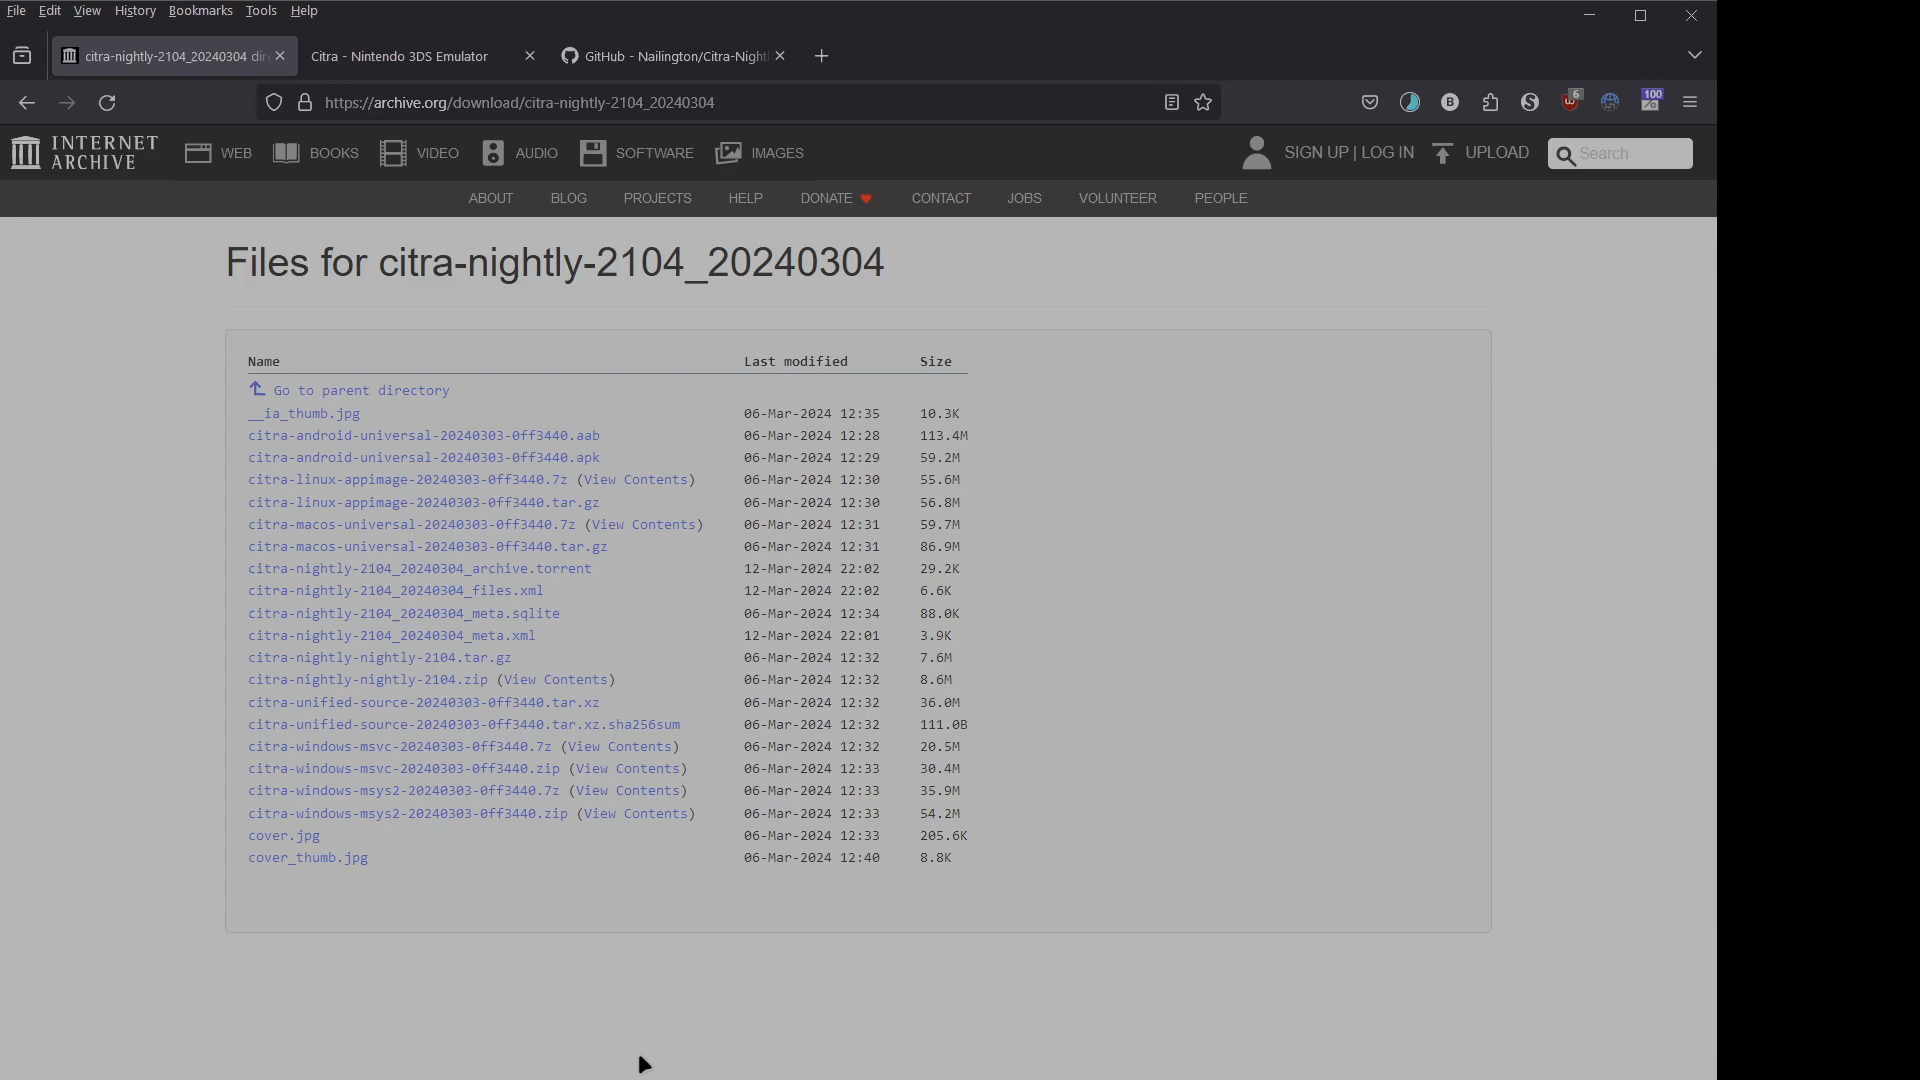 File Edit View History Bookmarks Tools Help
citra-nightly-2104_20240304 dir
Citra - Nintendo 3DS Emulator
GitHub - Nailington/Citra-Nightl
https://archive.org/download/citra-nightly-2104_20240304
B
S
6
100
INTERNET ARCHIVE
WEB BOOKS VIDEO AUDIO SOFTWARE IMAGES
SIGN UP | LOG IN UPLOAD Search
ABOUT BLOG PROJECTS HELP DONATE CONTACT JOBS VOLUNTEER PEOPLE
Files for citra-nightly-2104_20240304
Name Last modified Size
Go to parent directory
__ia_thumb.jpg 06-Mar-2024 12:35 10.3K
citra-android-universal-20240303-0ff3440.aab 06-Mar-2024 12:28 113.4M
citra-android-universal-20240303-0ff3440.apk 06-Mar-2024 12:29 59.2M
citra-linux-appimage-20240303-0ff3440.7z (View Contents) 06-Mar-2024 12:30 55.6M
citra-linux-appimage-20240303-0ff3440.tar.gz 06-Mar-2024 12:30 56.8M
citra-macos-universal-20240303-0ff3440.7z (View Contents) 06-Mar-2024 12:31 59.7M
citra-macos-universal-20240303-0ff3440.tar.gz 06-Mar-2024 12:31 86.9M
citra-nightly-2104_20240304_archive.torrent 12-Mar-2024 22:02 29.2K
citra-nightly-2104_20240304_files.xml 12-Mar-2024 22:02 6.6K
citra-nightly-2104_20240304_meta.sqlite 06-Mar-2024 12:34 88.0K
citra-nightly-2104_20240304_meta.xml 12-Mar-2024 22:01 3.9K
citra-nightly-nightly-2104.tar.gz 06-Mar-2024 12:32 7.6M
citra-nightly-nightly-2104.zip (View Contents) 06-Mar-2024 12:32 8.6M
citra-unified-source-20240303-0ff3440.tar.xz 06-Mar-2024 12:32 36.0M
citra-unified-source-20240303-0ff3440.tar.xz.sha256sum 06-Mar-2024 12:32 111.0B
citra-windows-msvc-20240303-0ff3440.7z (View Contents) 06-Mar-2024 12:32 20.5M
citra-windows-msvc-20240303-0ff3440.zip (View Contents) 06-Mar-2024 12:33 30.4M
citra-windows-msys2-20240303-0ff3440.7z (View Contents) 06-Mar-2024 12:33 35.9M
citra-windows-msys2-20240303-0ff3440.zip (View Contents) 06-Mar-2024 12:33 54.2M
cover.jpg 06-Mar-2024 12:33 205.6K
cover_thumb.jpg 06-Mar-2024 12:40 8.8K